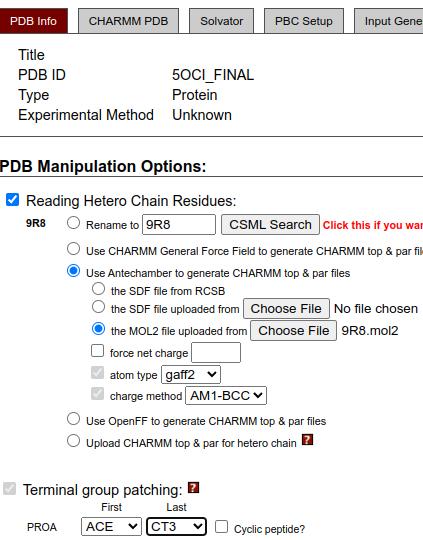 PDB Info CHARMM PDB Solvator PBC Setup Input Gene
Title
PDB ID 5OCI_FINAL
Type Protein
Experimental Method Unknown
PDB Manipulation Options:
Reading Hetero Chain Residues:
9R8 Rename to 9R8 CSML Search Click this if you wan
Use CHARMM General Force Field to generate CHARMM top & par fil
Use Antechamber to generate CHARMM top & par files
the SDF file from RCSB
the SDF file uploaded from Choose File No file chosen
the MOL2 file uploaded from Choose File 9R8.mol2
force net charge
atom type gaff2
charge method AM1-BCC
Use OpenFF to generate CHARMM top & par files
Upload CHARMM top & par for hetero chain ?
Terminal group patching: ?
First Last
PROA ACE CT3 Cyclic peptide?